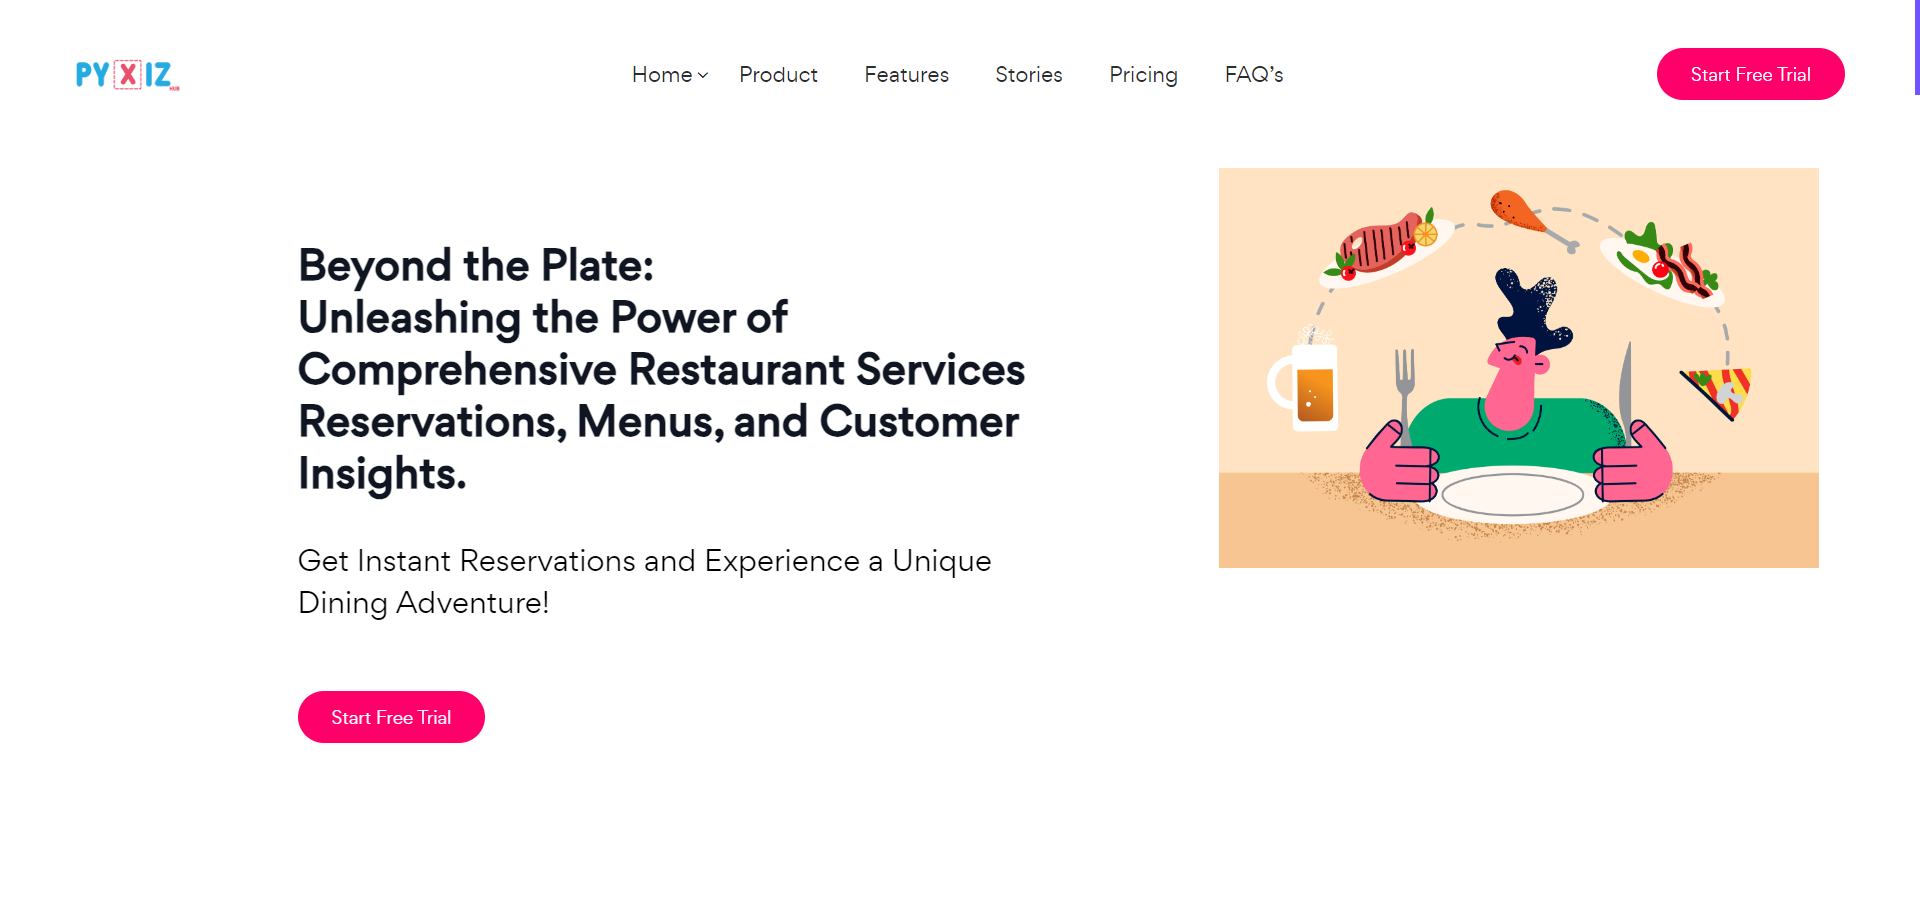 PYXIZ
HUB
Home
Product
Features
Stories
Pricing
FAQ’s
Start Free Trial
Beyond the Plate:
Unleashing the Power of
Comprehensive Restaurant Services
Reservations, Menus, and Customer
Insights.
Get Instant Reservations and Experience a Unique
Dining Adventure!
Start Free Trial